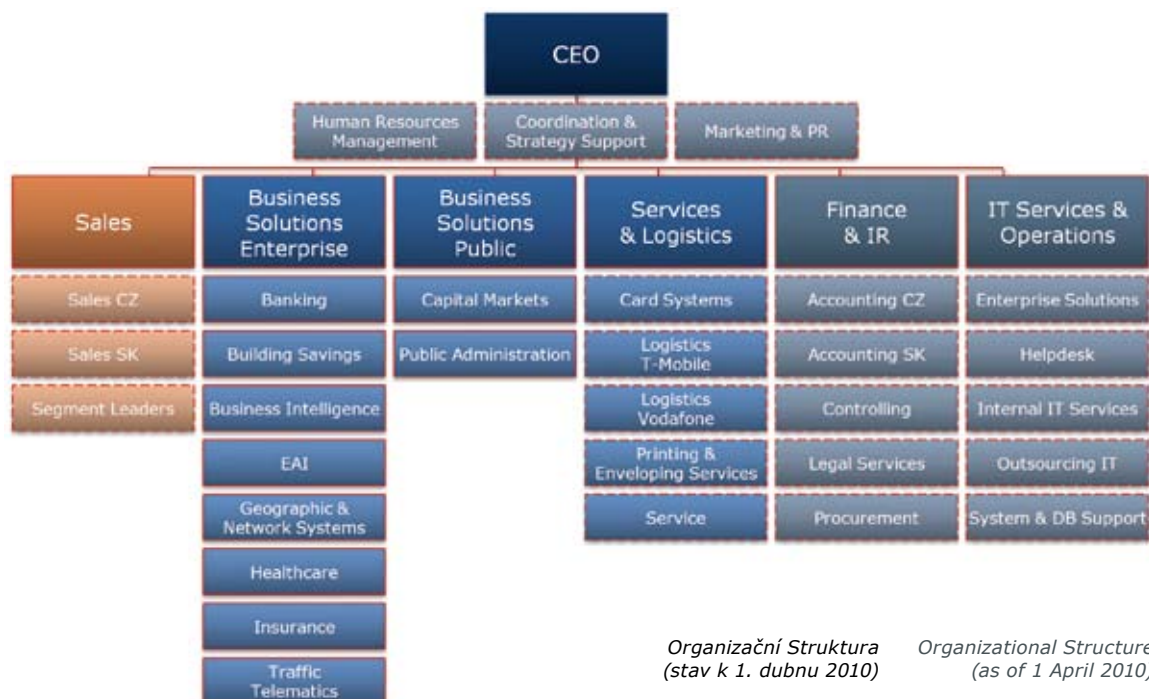 CEO
Human Resources
Management
Coordination &
Strategy Support
Marketing & PR
Sales
Business
Solutions
Enterprise
Business
Solutions
Public
Services
& Logistics
Finance
& IR
IT Services &
Operations
Sales CZ
Sales SK
Segment Leaders
Banking
Building Savings
Business Intelligence
EAI
Geographic &
Network Systems
Healthcare
Insurance
Traffic
Telematics
Capital Markets
Public Administration
Card Systems
Logistics
T-Mobile
Logistics
Vodafone
Printing &
Enveloping Services
Service
Accounting CZ
Accounting SK
Controlling
Legal Services
Procurement
Enterprise Solutions
Helpdesk
Internal IT Services
Outsourcing IT
System & DB Support
Organizační Struktura
(stav k 1. dubnu 2010)
Organizational Structure
(as of 1 April 2010)